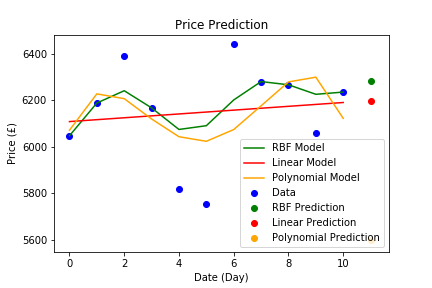 Price Prediction
6400
6200
6000
5800
5600
Price (£)
RBF Model
Linear Model
Polynomial Model
Data
RBF Prediction
Linear Prediction
Polynomial Prediction
0 2 4 6 8 10
Date (Day)